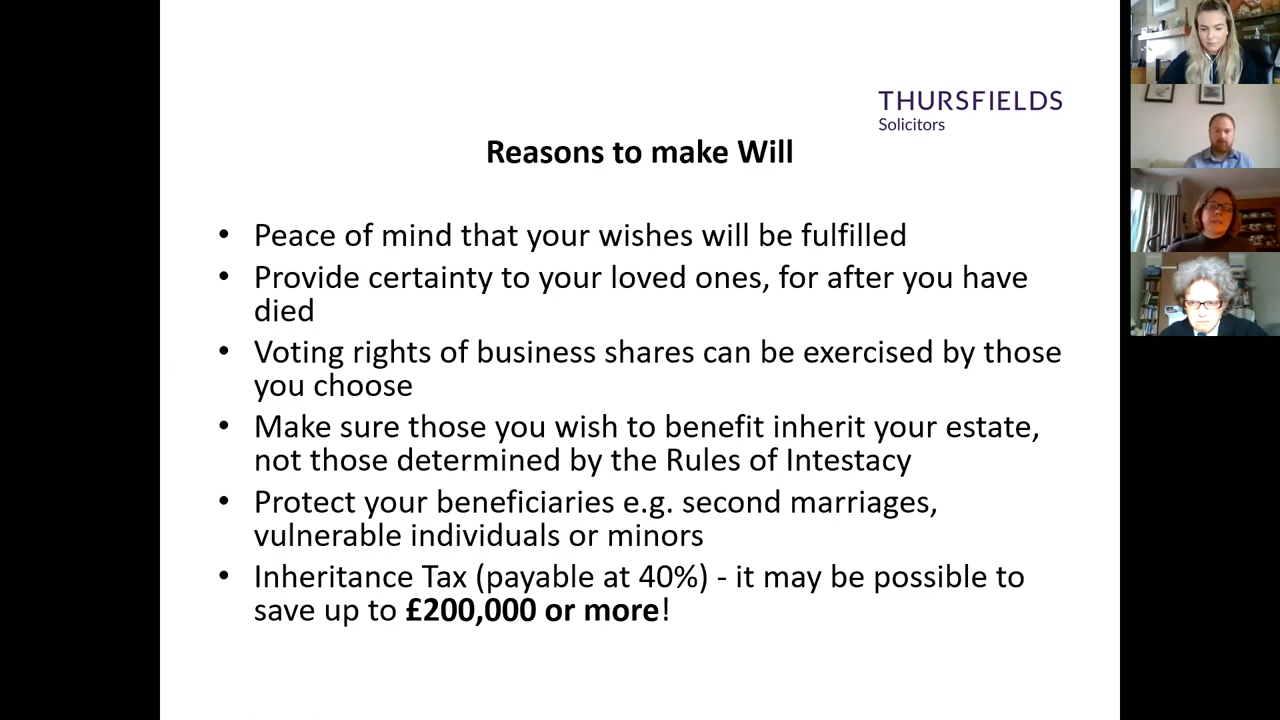 THURSFIELDS
Solicitors
Reasons to make Will
• Peace of mind that your wishes will be fulfilled
• Provide certainty to your loved ones, for after you have
died
• Voting rights of business shares can be exercised by those
you choose
• Make sure those you wish to benefit inherit your estate,
not those determined by the Rules of Intestacy
• Protect your beneficiaries e.g. second marriages,
vulnerable individuals or minors
• Inheritance Tax (payable at 40%) - it may be possible to
save up to £200,000 or more!